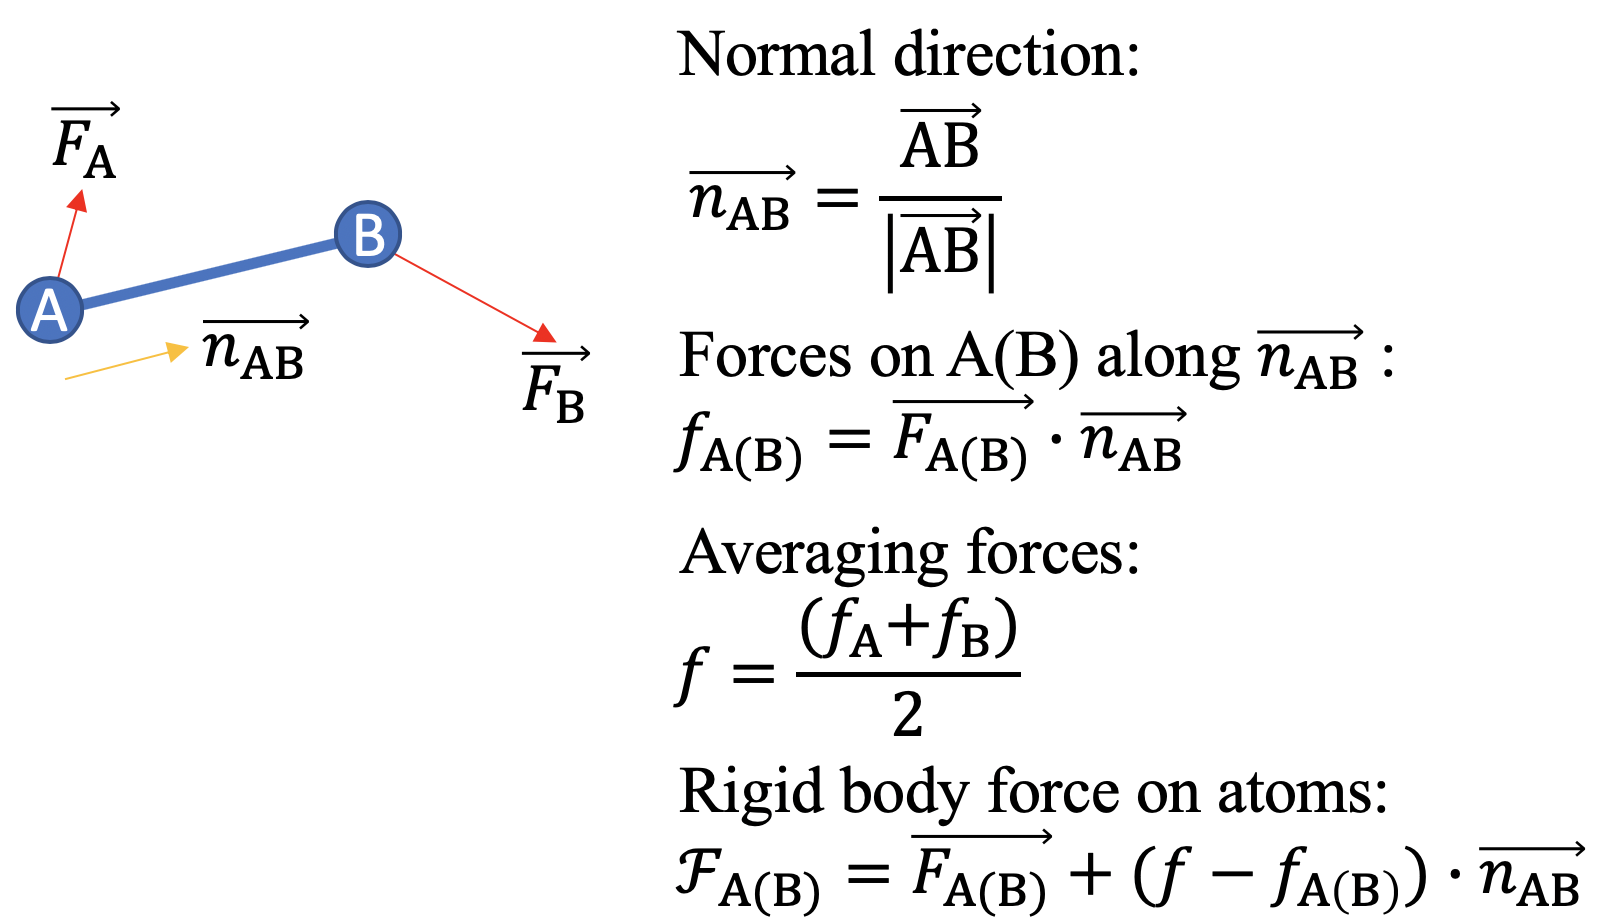 Normal direction:
$\overrightarrow{n_{\mathrm{AB}}} = \frac{\overrightarrow{\mathrm{AB}}}{|\overrightarrow{\mathrm{AB}}|}$
$\overrightarrow{F_{\mathrm{A}}}$
A
B
$\overrightarrow{n_{\mathrm{AB}}}$
$\overrightarrow{F_{\mathrm{B}}}$
Forces on A(B) along $\overrightarrow{n_{\mathrm{AB}}}$ :
$f_{\mathrm{A(B)}} = \overrightarrow{F_{\mathrm{A(B)}}} \cdot \overrightarrow{n_{\mathrm{AB}}}$
Averaging forces:
$f = \frac{(f_{\mathrm{A}}+f_{\mathrm{B}})}{2}$
Rigid body force on atoms:
$\mathcal{F}_{\mathrm{A(B)}} = \overrightarrow{F_{\mathrm{A(B)}}} + (f - f_{\mathrm{A(B)}}) \cdot \overrightarrow{n_{\mathrm{AB}}}$